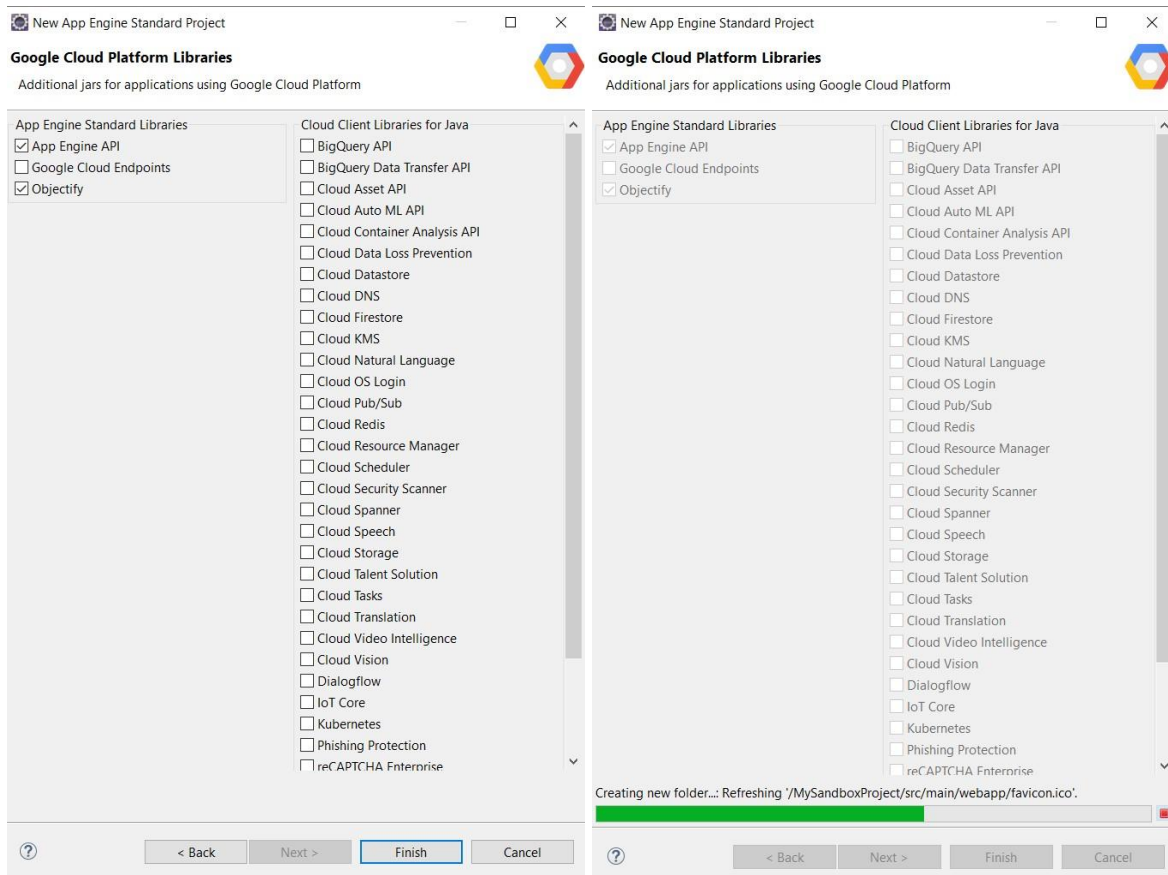 New App Engine Standard Project
Google Cloud Platform Libraries
Additional jars for applications using Google Cloud Platform
App Engine Standard Libraries
App Engine API
Google Cloud Endpoints
Objectify
Cloud Client Libraries for Java
BigQuery API
BigQuery Data Transfer API
Cloud Asset API
Cloud Auto ML API
Cloud Container Analysis API
Cloud Data Loss Prevention
Cloud Datastore
Cloud DNS
Cloud Firestore
Cloud KMS
Cloud Natural Language
Cloud OS Login
Cloud Pub/Sub
Cloud Redis
Cloud Resource Manager
Cloud Scheduler
Cloud Security Scanner
Cloud Spanner
Cloud Speech
Cloud Storage
Cloud Talent Solution
Cloud Tasks
Cloud Translation
Cloud Video Intelligence
Cloud Vision
Dialogflow
IoT Core
Kubernetes
Phishing Protection
reCAPTCHA Enterprise
?
< Back
Next >
Finish
Cancel
New App Engine Standard Project
Google Cloud Platform Libraries
Additional jars for applications using Google Cloud Platform
App Engine Standard Libraries
App Engine API
Google Cloud Endpoints
Objectify
Cloud Client Libraries for Java
BigQuery API
BigQuery Data Transfer API
Cloud Asset API
Cloud Auto ML API
Cloud Container Analysis API
Cloud Data Loss Prevention
Cloud Datastore
Cloud DNS
Cloud Firestore
Cloud KMS
Cloud Natural Language
Cloud OS Login
Cloud Pub/Sub
Cloud Redis
Cloud Resource Manager
Cloud Scheduler
Cloud Security Scanner
Cloud Spanner
Cloud Speech
Cloud Storage
Cloud Talent Solution
Cloud Tasks
Cloud Translation
Cloud Video Intelligence
Cloud Vision
Dialogflow
IoT Core
Kubernetes
Phishing Protection
reCAPTCHA Enterprise
Creating new folder...: Refreshing '/MySandboxProject/src/main/webapp/favicon.ico'.
?
< Back
Next >
Finish
Cancel